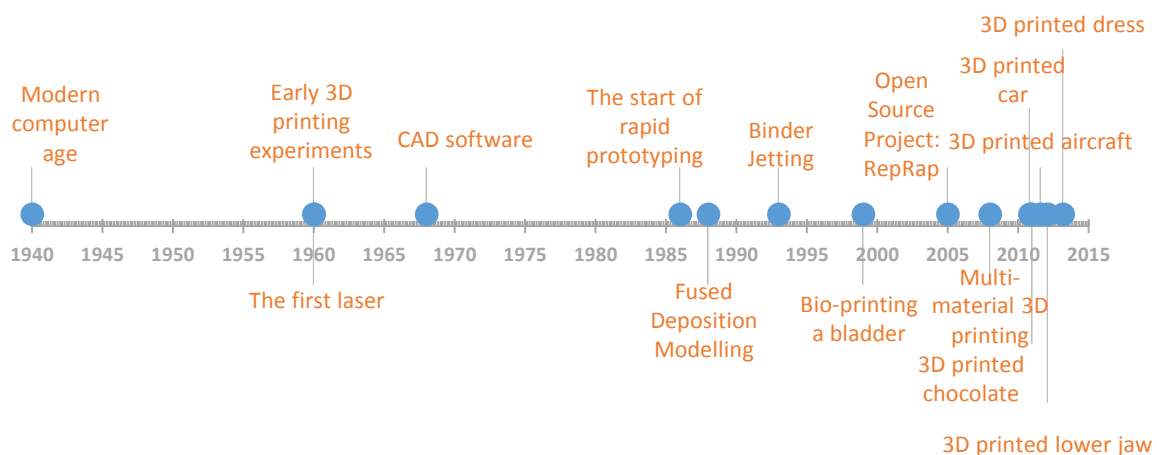 3D printed dress
Modern
computer
age
Early 3D
printing
experiments
CAD software
The start of
rapid
prototyping
Binder
Jetting
Open
Source
Project:
RepRap
3D printed
car
3D printed aircraft
1940 1945 1950 1955 1960 1965 1970 1975 1980 1985 1990 1995 2000 2005 2010 2015
The first laser
Fused
Deposition
Modelling
Bio-printing
a bladder
Multi-
material 3D
printing
3D printed
chocolate
3D printed lower jaw